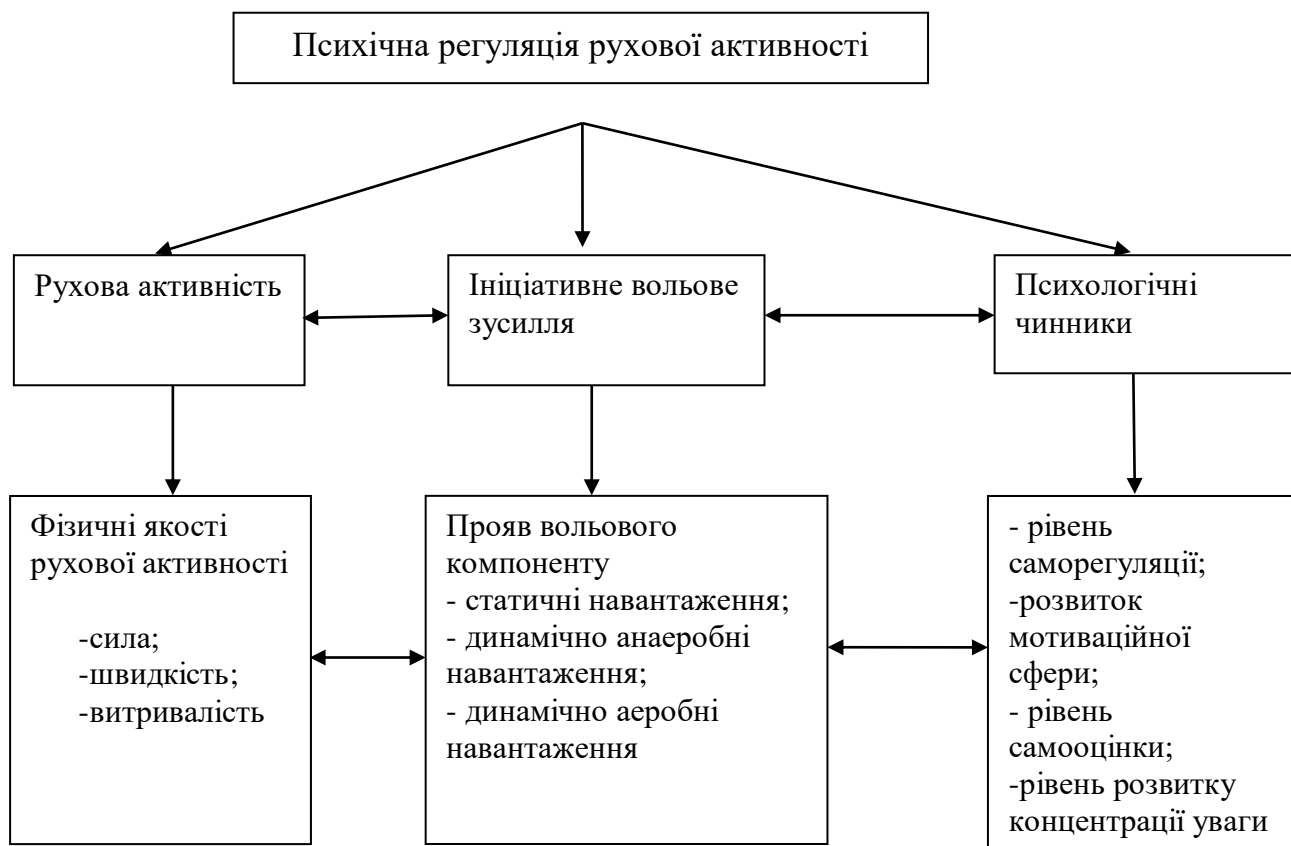 Психічна регуляція рухової активності
Рухова активність
Ініціативне вольове
зусилля
Психологічні
чинники
Фізичні якості
рухової активності
-сила;
-швидкість;
-витривалість
Прояв вольового
компоненту
- статичні навантаження;
- динамічно анаеробні
навантаження;
- динамічно аеробні
навантаження
- рівень
саморегуляції;
-розвиток
мотиваційної
сфери;
- рівень
самооцінки;
-рівень розвитку
концентрації уваги